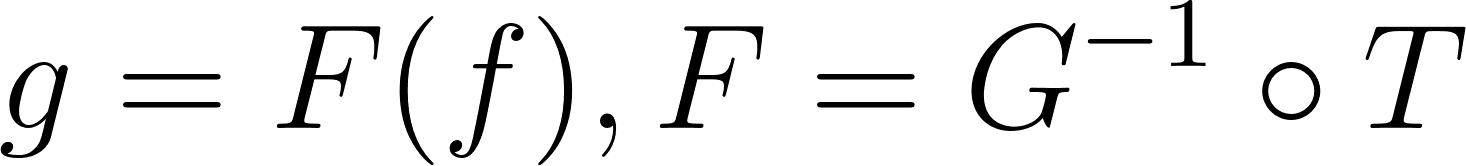 g = F(f), F = G⁻¹ ∘ T